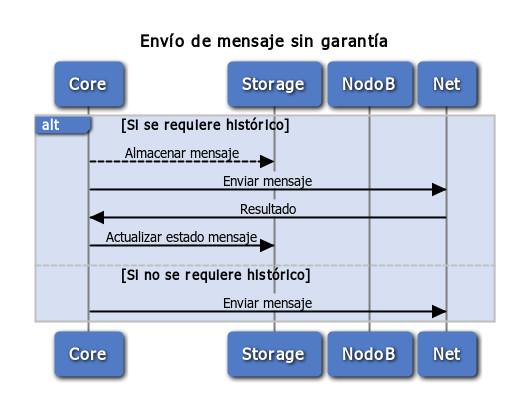 Envío de mensaje sin garantía
Core Storage NodoB Net
alt [Si se requiere histórico]
Almacenar mensaje
Enviar mensaje
Resultado
Actualizar estado mensaje
[Si no se requiere histórico]
Enviar mensaje
Core Storage NodoB Net